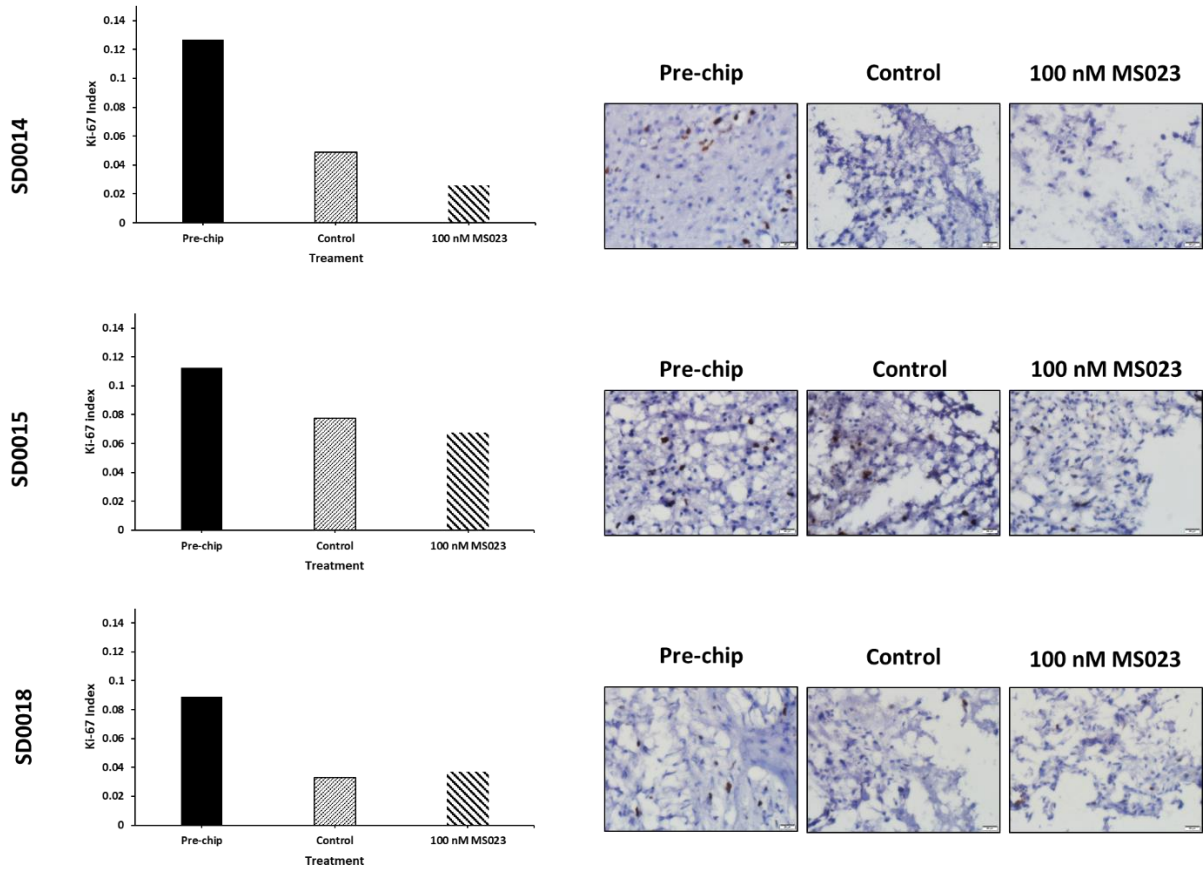 SD0014
Ki-67 Index
0.14
0.12
0.1
0.08
0.06
0.04
0.02
0
Pre-chip Control 100 nM MS023
Treament
Pre-chip Control 100 nM MS023
SD0015
Ki-67 index
0.14
0.12
0.1
0.08
0.06
0.04
0.02
0
Pre-chip Control 100 nM MS023
Treatment
Pre-chip Control 100 nM MS023
SD0018
Ki-67 Index
0.14
0.12
0.1
0.08
0.06
0.04
0.02
0
Pre-chip Control 100 nM MS023
Treatment
Pre-chip Control 100 nM MS023